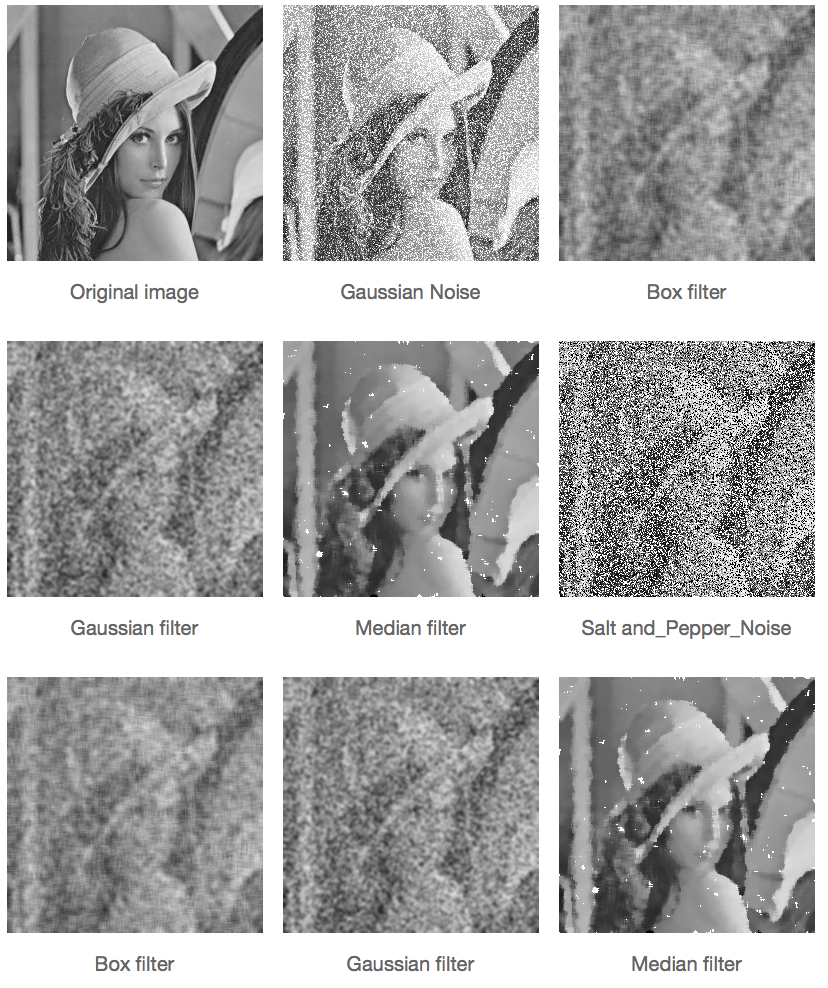 Original image
Gaussian Noise
Box filter
Gaussian filter
Median filter
Salt and_Pepper_Noise
Box filter
Gaussian filter
Median filter